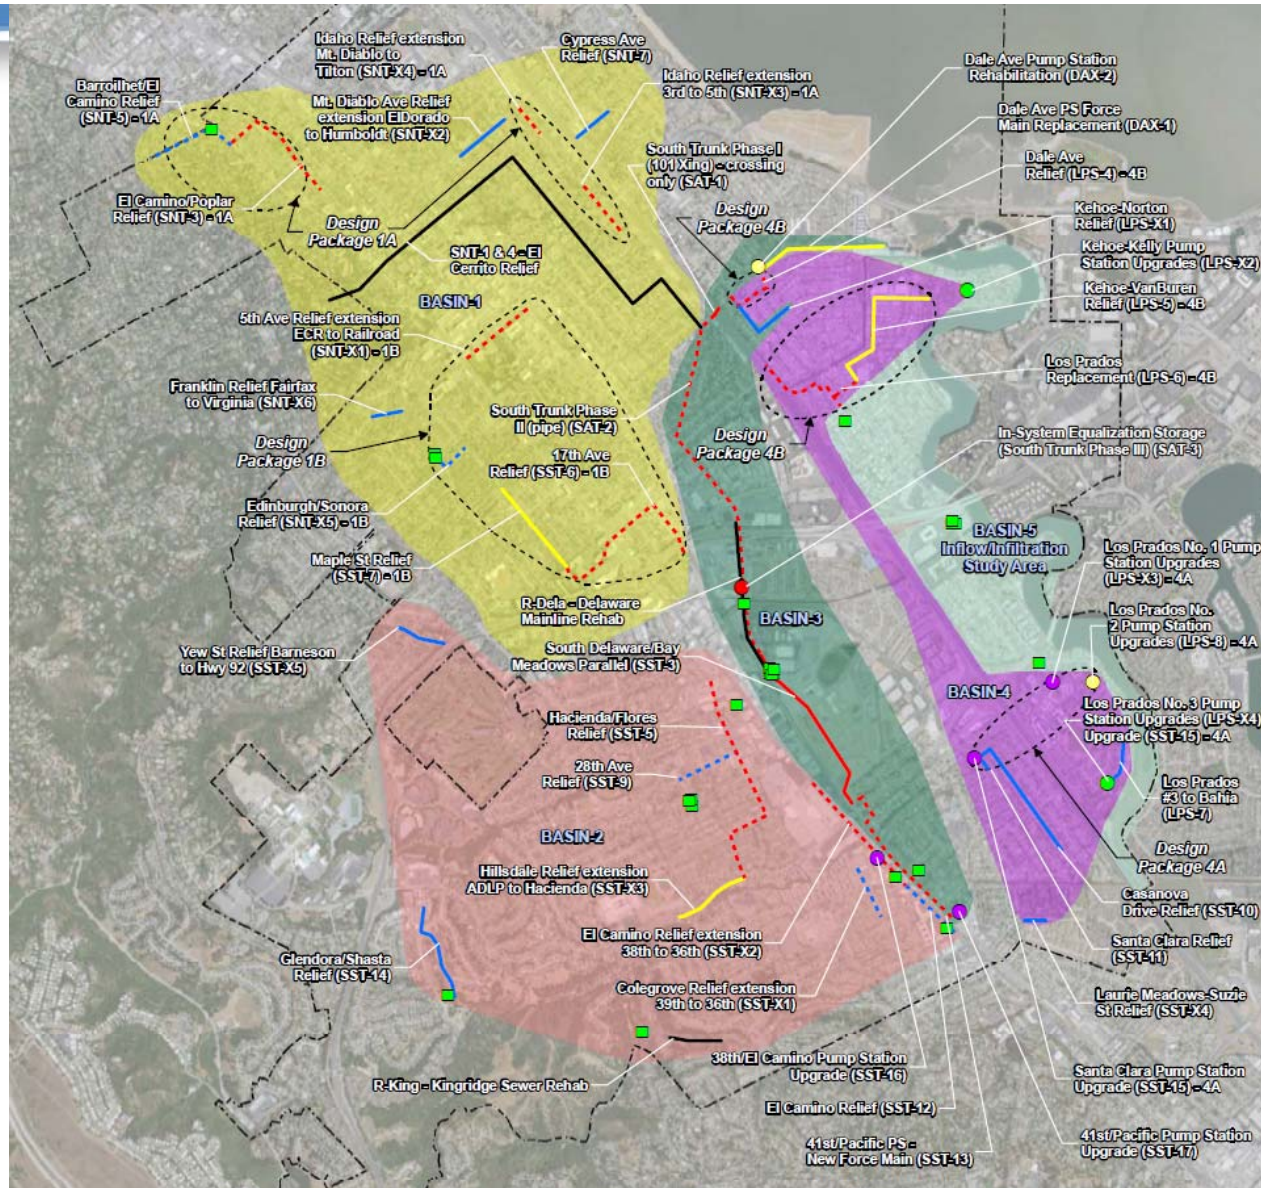 Idaho Relief extension
Mt. Diablo to
Tilton (SNT-X4) - 1A
Cypress Ave
Relief (SNT-7)
Idaho Relief extension
3rd to 5th (SNT-X3) - 1A
Dale Ave Pump Station
Rehabilitation (DAX-2)
Barroilhet/El
Camino Relief
(SNT-5) - 1A
Mt. Diablo Ave Relief
extension ElDorado
to Humboldt (SNT-X2)
South Trunk Phase I
(101 Xing) - crossing
only (SAT-1)
Dale Ave PS Force
Main Replacement (DAX-1)
Dale Ave
Relief (LPS-4) - 4B
El Camino/Poplar
Relief (SNT-3) - 1A
Design
Package 1A
Design
Package 4B
Kehoe-Norton
Relief (LPS-X1)
SNT-1 & 4 - El
Cerrito Relief
Kehoe-Kelly Pump
Station Upgrades (LPS-X2)
BASIN-1
Kehoe-VanBuren
Relief (LPS-5) - 4B
5th Ave Relief extension
ECR to Railroad
(SNT-X1) - 1B
Los Prados
Replacement (LPS-6) - 4B
Franklin Relief Fairfax
to Virginia (SNT-X6)
South Trunk Phase
II (pipe) (SAT-2)
Design
Package 4B
In-System Equalization Storage
(South Trunk Phase III) (SAT-3)
Design
Package 1B
17th Ave
Relief (SST-6) - 1B
Edinburgh/Sonora
Relief (SNT-X5) - 1B
BASIN-5
Inflow/Infiltration
Study Area
Los Prados No. 1 Pump
Station Upgrades
(LPS-X3) - 4A
Maple St Relief
(SST-7) - 1B
R-Dela - Delaware
Mainline Rehab
BASIN-3
Los Prados No.
2 Pump Station
Upgrades (LPS-8) - 4A
Yew St Relief Barneson
to Hwy 92 (SST-X5)
South Delaware/Bay
Meadows Parallel (SST-3)
BASIN-4
Los Prados No. 3 Pump
Station Upgrades (LPS-X4)
Upgrade (SST-15) - 4A
Hacienda/Flores
Relief (SST-5)
28th Ave
Relief (SST-9)
Los Prados
#3 to Bahia
(LPS-7)
BASIN-2
Design
Package 4A
Hillsdale Relief extension
ADLP to Hacienda (SST-X3)
Casanova
Drive Relief (SST-10)
El Camino Relief extension
38th to 36th (SST-X2)
Santa Clara Relief
(SST-11)
Glendora/Shasta
Relief (SST-14)
Colegrove Relief extension
39th to 36th (SST-X1)
Laurie Meadows-Suzie
St Relief (SST-X4)
R-King - Kingridge Sewer Rehab
38th/El Camino Pump Station
Upgrade (SST-16)
Santa Clara Pump Station
Upgrade (SST-15) - 4A
El Camino Relief (SST-12)
41st/Pacific PS -
New Force Main (SST-13)
41st/Pacific Pump Station
Upgrade (SST-17)